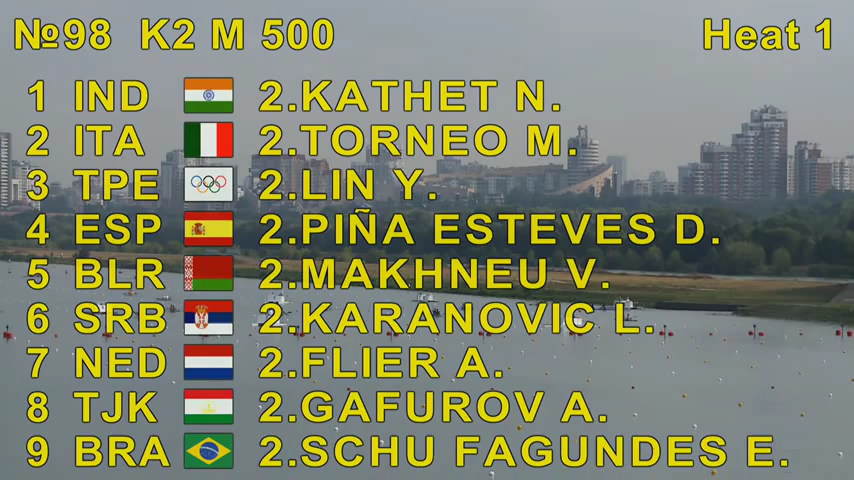 №98 K2 M 500 Heat 1
1 IND 2.KATHET N.
2 ITA 2.TORNEO M.
3 TPE 2.LIN Y.
4 ESP 2.PIÑA ESTEVES D.
5 BLR 2.MAKHNEU V.
6 SRB 2.KARANOVIC L.
7 NED 2.FLIER A.
8 TJK 2.GAFUROV A.
9 BRA 2.SCHU FAGUNDES E.